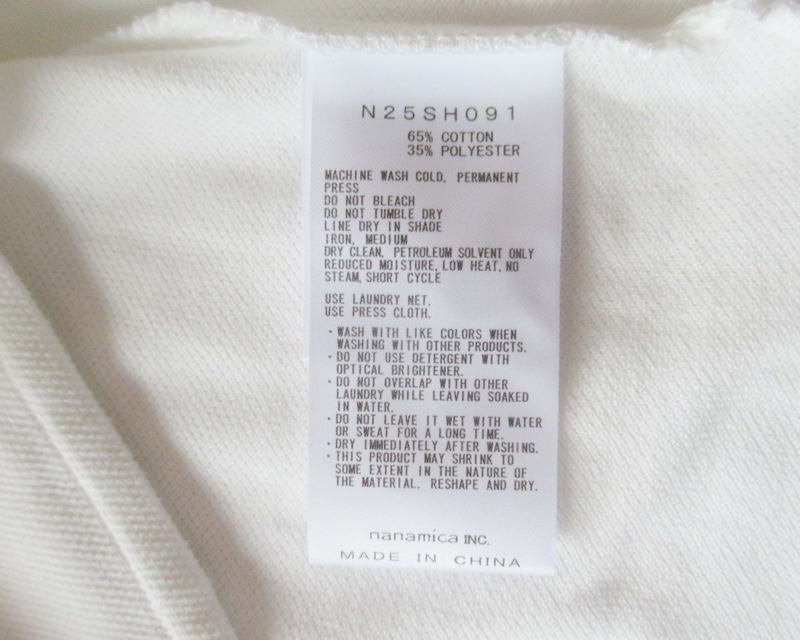 N25SH091
65% COTTON
35% POLYESTER
MACHINE WASH COLD, PERMANENT
PRESS
DO NOT BLEACH
DO NOT TUMBLE DRY
LINE DRY IN SHADE
IRON, MEDIUM
DRY CLEAN, PETROLEUM SOLVENT ONLY
REDUCED MOISTURE, LOW HEAT, NO
STEAM, SHORT CYCLE
USE LAUNDRY NET.
USE PRESS CLOTH.
・WASH WITH LIKE COLORS WHEN
WASHING WITH OTHER PRODUCTS.
・DO NOT USE DETERGENT WITH
OPTICAL BRIGHTENER.
・DO NOT OVERLAP WITH OTHER
LAUNDRY WHILE LEAVING SOAKED
IN WATER.
・DO NOT LEAVE IT WET WITH WATER
OR SWEAT FOR A LONG TIME.
・DRY IMMEDIATELY AFTER WASHING.
・THIS PRODUCT MAY SHRINK TO
SOME EXTENT IN THE NATURE OF
THE MATERIAL. RESHAPE AND DRY.
nanamica INC.
MADE IN CHINA